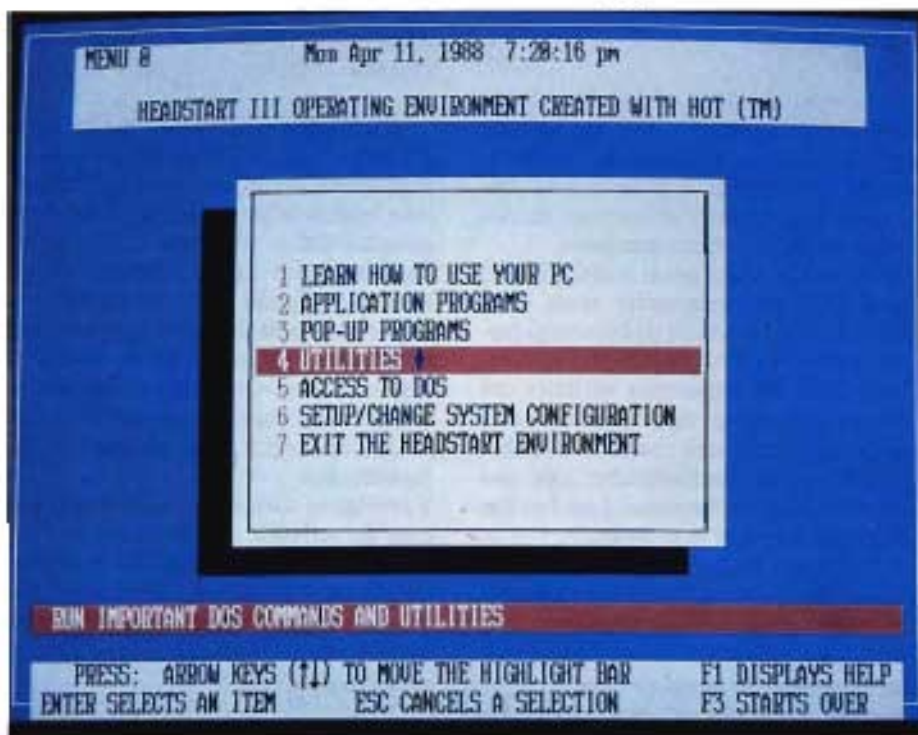 MENU 0 Mon Apr 11, 1988 7:28:16 pm
HEADSTART III OPERATING ENVIRONMENT CREATED WITH HOT (TM)
1 LEARN HOW TO USE YOUR PC
2 APPLICATION PROGRAMS
3 POP-UP PROGRAMS
4 UTILITIES
5 ACCESS TO DOS
6 SETUP/CHANGE SYSTEM CONFIGURATION
7 EXIT THE HEADSTART ENVIRONMENT
RUN IMPORTANT DOS COMMANDS AND UTILITIES
PRESS: ARROW KEYS (↑↓) TO MOVE THE HIGHLIGHT BAR F1 DISPLAYS HELP
ENTER SELECTS AN ITEM ESC CANCELS A SELECTION F3 STARTS OVER